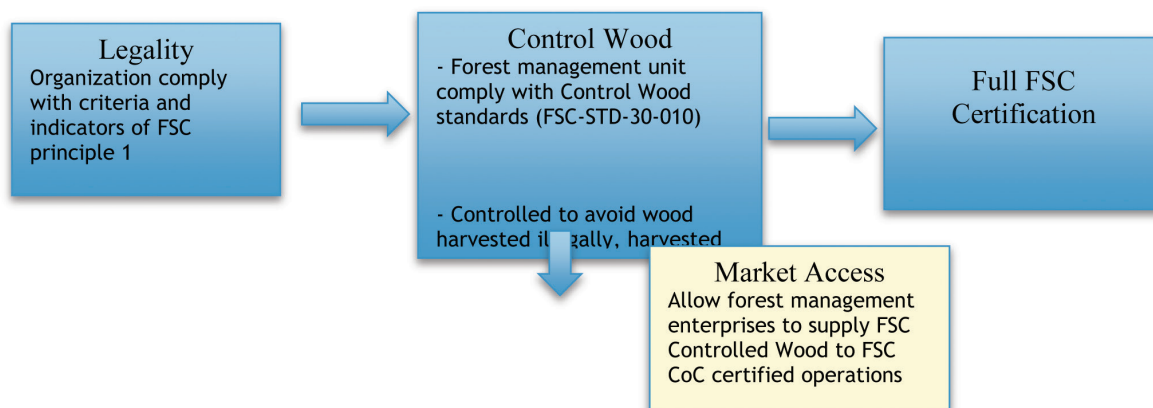 Legality
Organization comply
with criteria and
indicators of FSC
principle 1
Control Wood
- Forest management unit
comply with Control Wood
standards (FSC-STD-30-010)
- Controlled to avoid wood
harvested illegally, harvested
Full FSC
Certification
Market Access
Allow forest management
enterprises to supply FSC
Controlled Wood to FSC
CoC certified operations